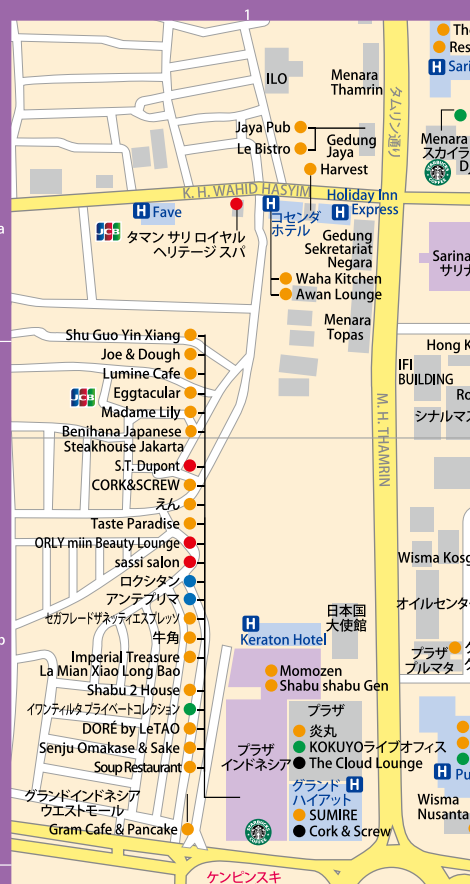 1
The
Res
ILO
Menara
Thamrin
H Sari
タムリン通り
Jaya Pub
Le Bistro
Gedung
Jaya
Menara
スカイラ
Harvest
STARBUCKS COFFEE
K. H. WAHID HASYIM
Holiday Inn
Express
H Fave
H
コセンダ
ホテル
H
a
JCB
タマン サリ ロイヤル
ヘリテージ スパ
Gedung
Sekretariat
Negara
Sarina
サリナ
Waha Kitchen
Awan Lounge
Menara
Topas
Shu Guo Yin Xiang
Joe & Dough
Lumine Cafe
Eggtacular
JCB
Madame Lily
Benihana Japanese
Steakhouse Jakarta
Hong K
IFI
BUILDING
Ro
シナルマス
M. H. THAMRIN
S.T. Dupont
CORK&SCREW
えん
Taste Paradise
ORLY miin Beauty Lounge
sassi salon
ロクシタン
アンテプリマ
セガフレードザネッティエスプレッソ
牛角
Imperial Treasure
La Mian Xiao Long Bao
Shabu 2 House
イワンティルタ プライベートコレクション
DORÉ by LeTAO
Senju Omakase & Sake
Soup Restaurant
グランドインドネシア
ウエストモール
Gram Cafe & Pancake
Wisma Kosg
オイルセンター
日本国
大使館
H
Keraton Hotel
b
プラザ
プルマタ
Momozen
Shabu shabu Gen
プラザ
炎丸
KOKUYOライブオフィス
The Cloud Lounge
プラザ
インドネシア
グランド H
ハイアット
SUMIRE
Cork & Screw
H Pu
Wisma
Nusanta
STARBUCKS COFFEE
ケンピンスキ